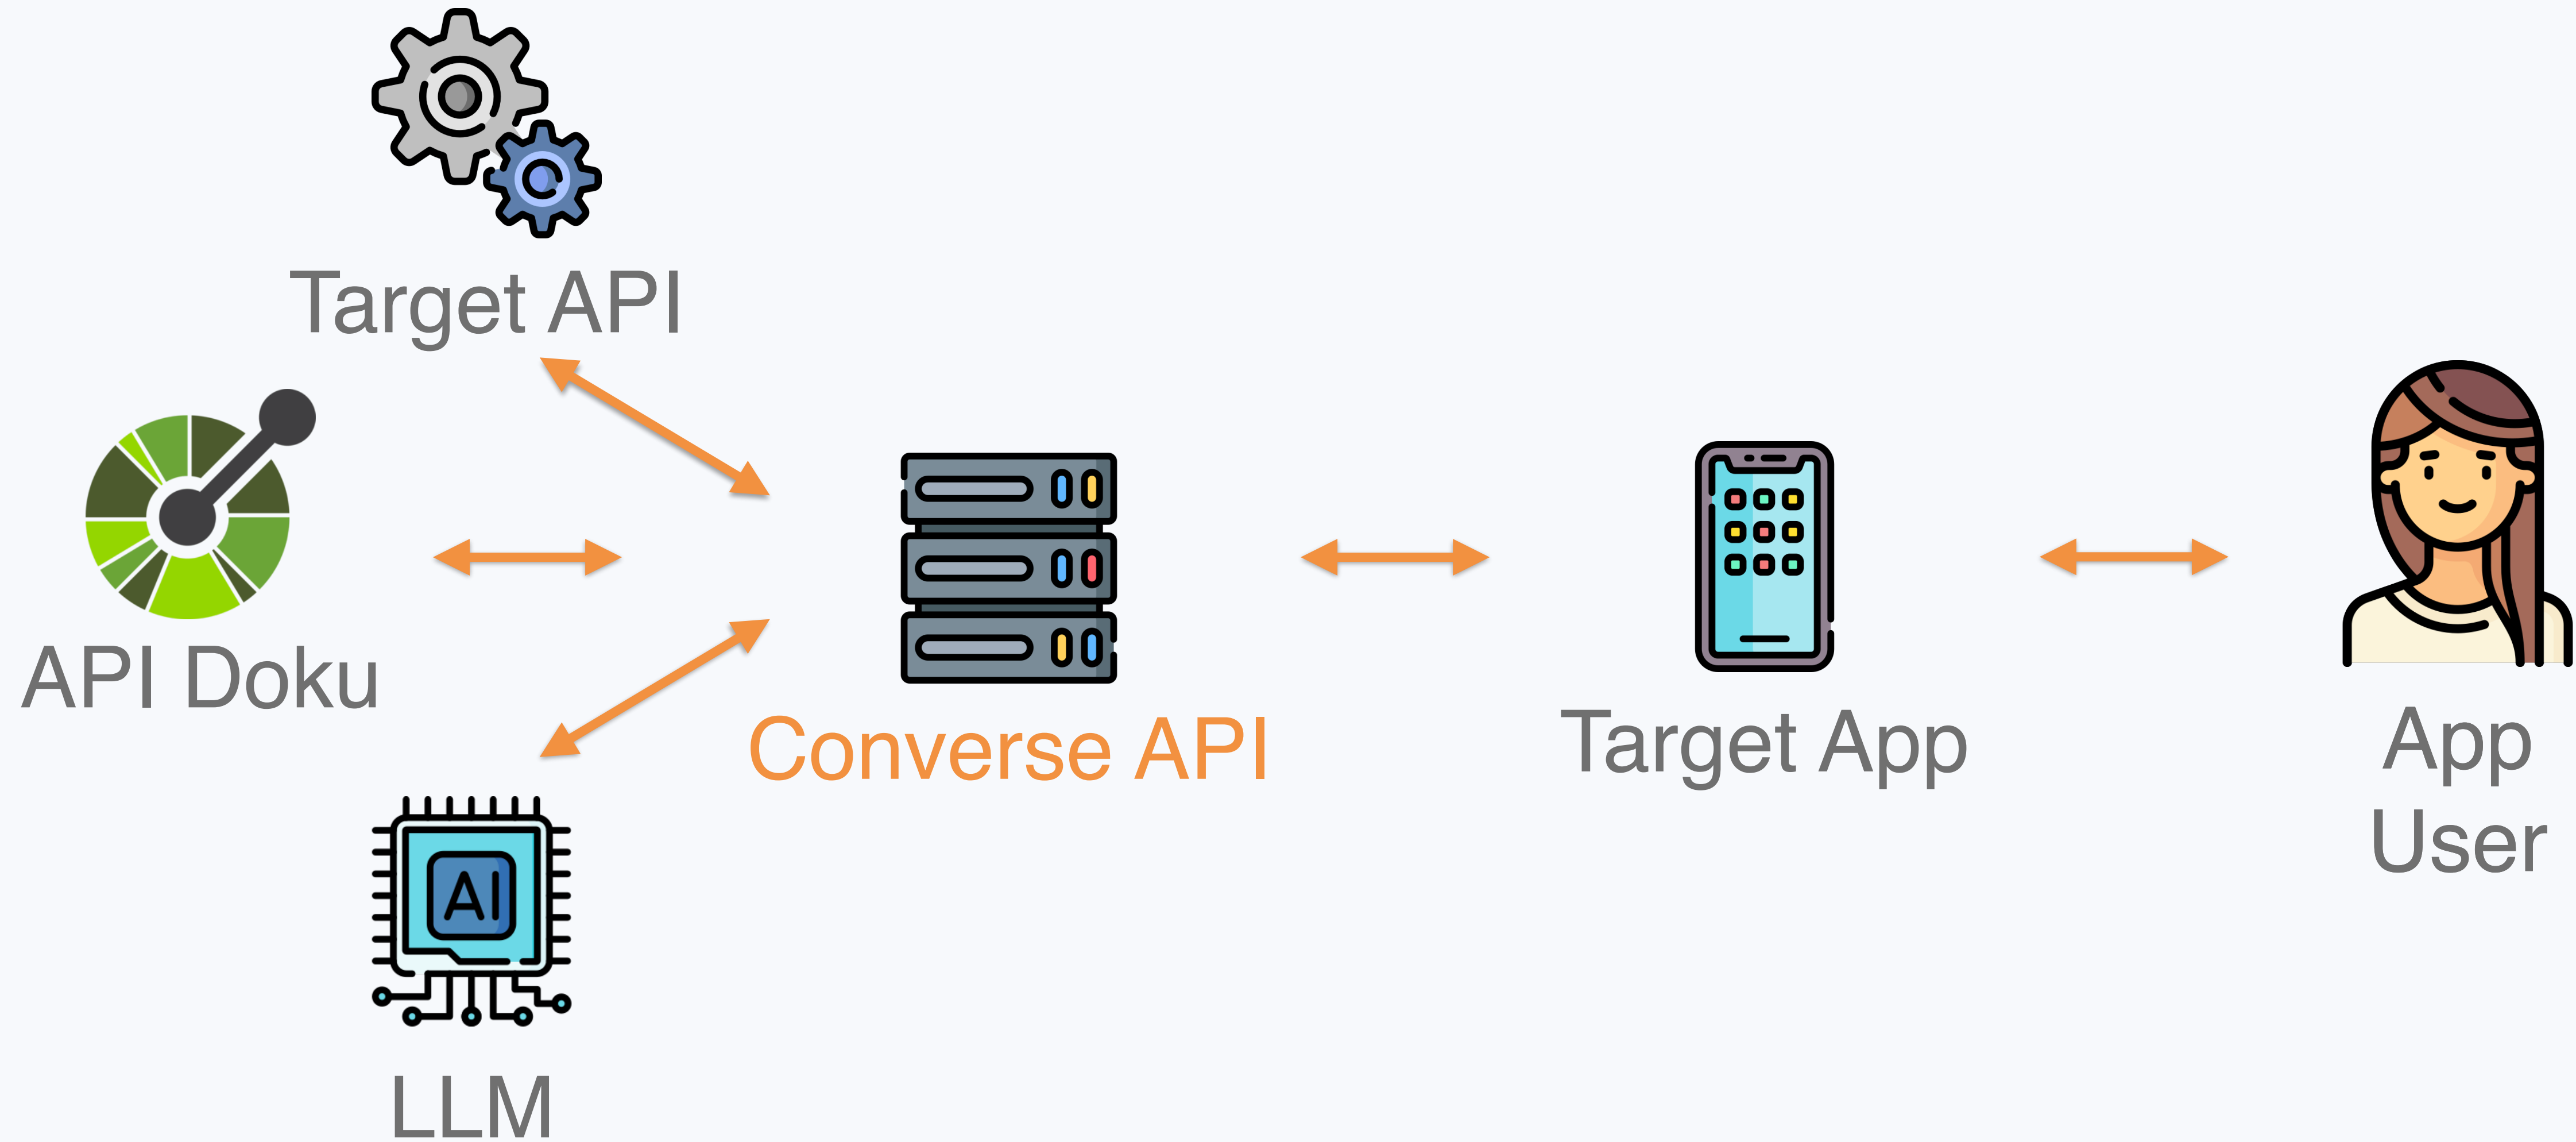 Target API
API Doku
Converse API
Target App
App
User
AI
LLM